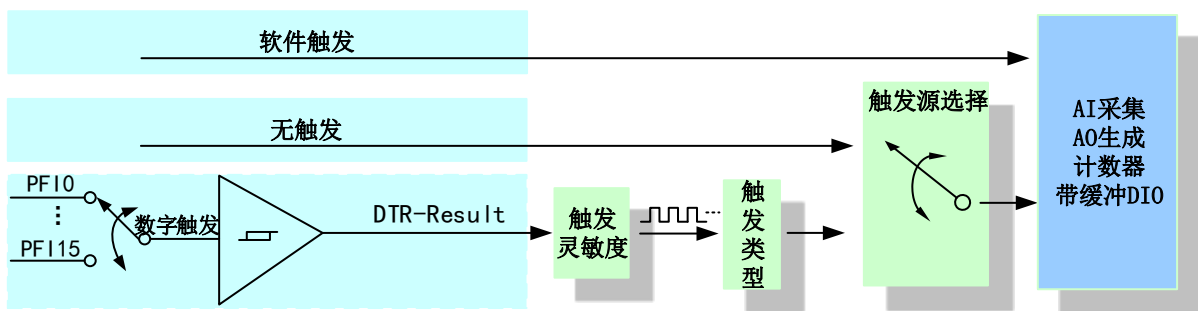 软件触发
无触发
PFI0
⋮
PFI15
数字触发
DTR-Result
触发
灵敏度
触
发
类
型
触发源选择
AI采集
AO生成
计数器
带缓冲DIO